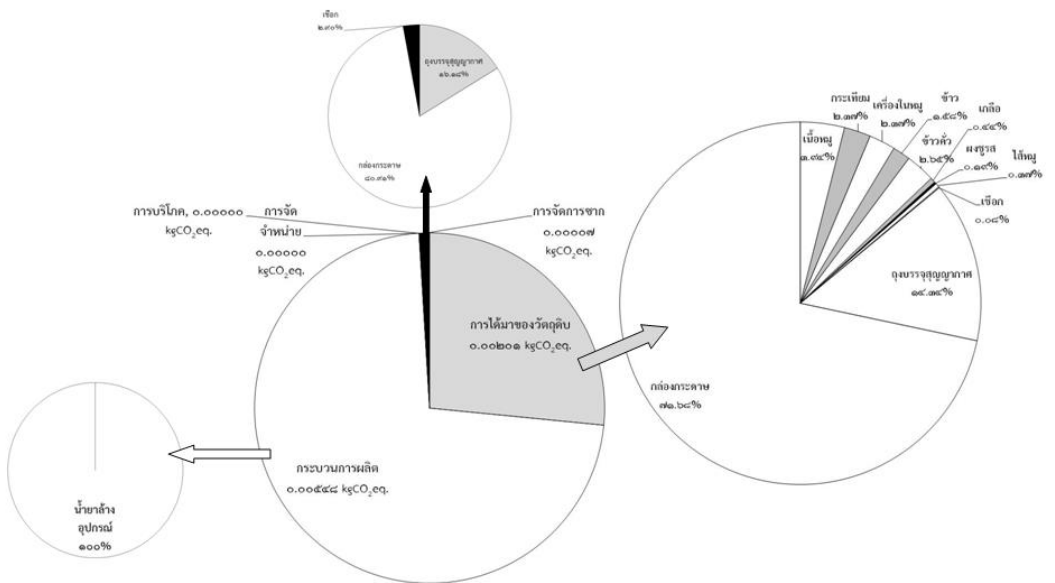 เชือก
๒.๙๐%
ถุงบรรจุสุญญากาศ
๑๖.๑๘%
กล่องกระดาษ
๘๐.๙๑%
การบริโภค, ๐.๐๐๐๐๐
kgCO₂eq.
การจัด
จำหน่าย
๐.๐๐๐๐๐
kgCO₂eq.
การจัดการซาก
๐.๐๐๐๐๗
kgCO₂eq.
การได้มาของวัตถุดิบ
๐.๐๐๒๐๑ kgCO₂eq.
กระบวนการผลิต
๐.๐๐๕๔๘ kgCO₂eq.
น้ำยาล้าง
อุปกรณ์
๑๐๐%
เนื้อหมู
๓.๙๔%
กระเทียม
๒.๓๗%
เครื่องในหมู
๒.๓๗%
ข้าว
๑.๕๘%
ข้าวคั่ว
๒.๖๕%
เกลือ
๐.๔๔%
ผงชูรส
๐.๑๙%
ไส้หมู
๐.๓๗%
เชือก
๐.๐๘%
ถุงบรรจุสุญญากาศ
๑๔.๓๔%
กล่องกระดาษ
๗๑.๖๘%